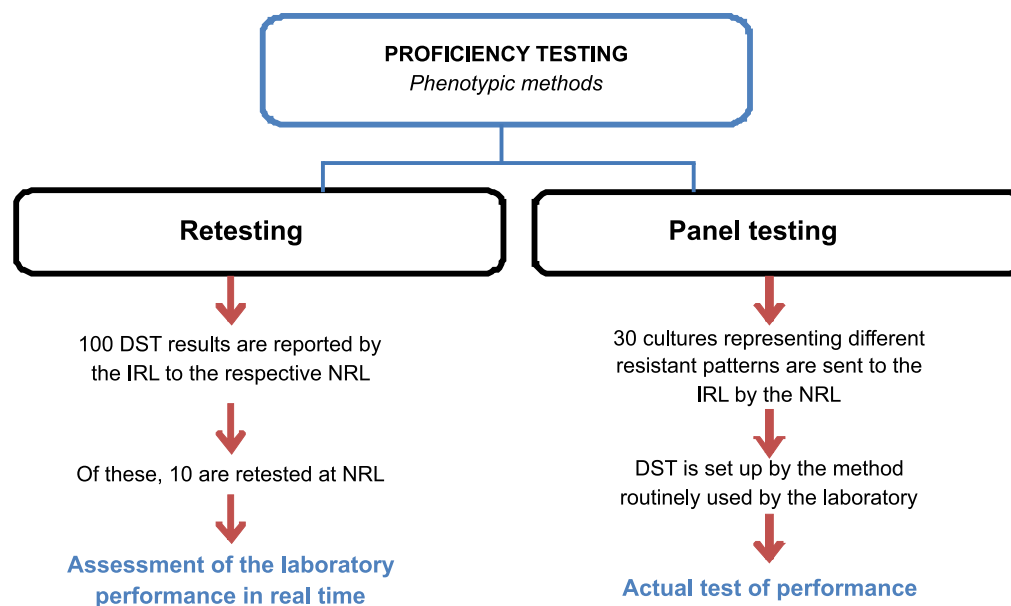 PROFICIENCY TESTING
Phenotypic methods
Retesting
100 DST results are reported by
the IRL to the respective NRL
Of these, 10 are retested at NRL
Assessment of the laboratory
performance in real time
Panel testing
30 cultures representing different
resistant patterns are sent to the
IRL by the NRL
DST is set up by the method
routinely used by the laboratory
Actual test of performance